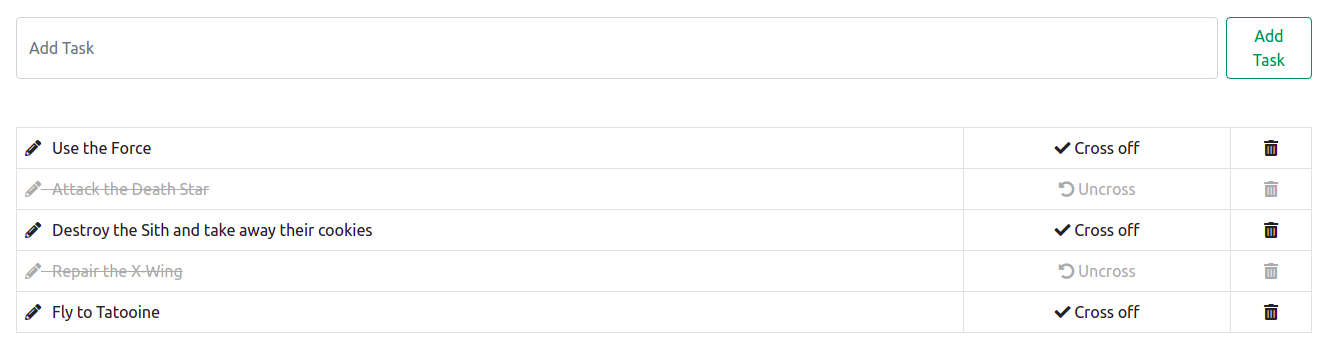 Add Task
Add
Task
Use the Force Cross off
Attack the Death Star Uncross
Destroy the Sith and take away their cookies Cross off
Repair the X-Wing Uncross
Fly to Tatooine Cross off